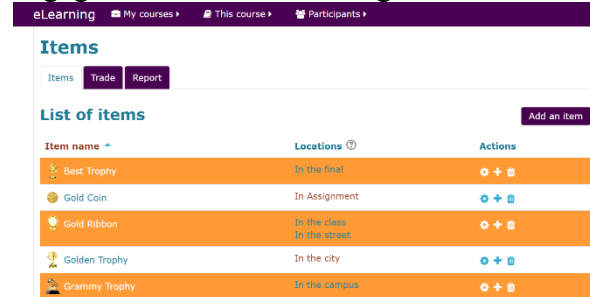 eLearning My courses This course Participants
Items
Items Trade Report
List of items
Add an item
Item name Locations Actions
Best Trophy In the final
Gold Coin In Assignment
Gold Ribbon In the class
In the street
Golden Trophy In the city
Grammy Trophy In the campus